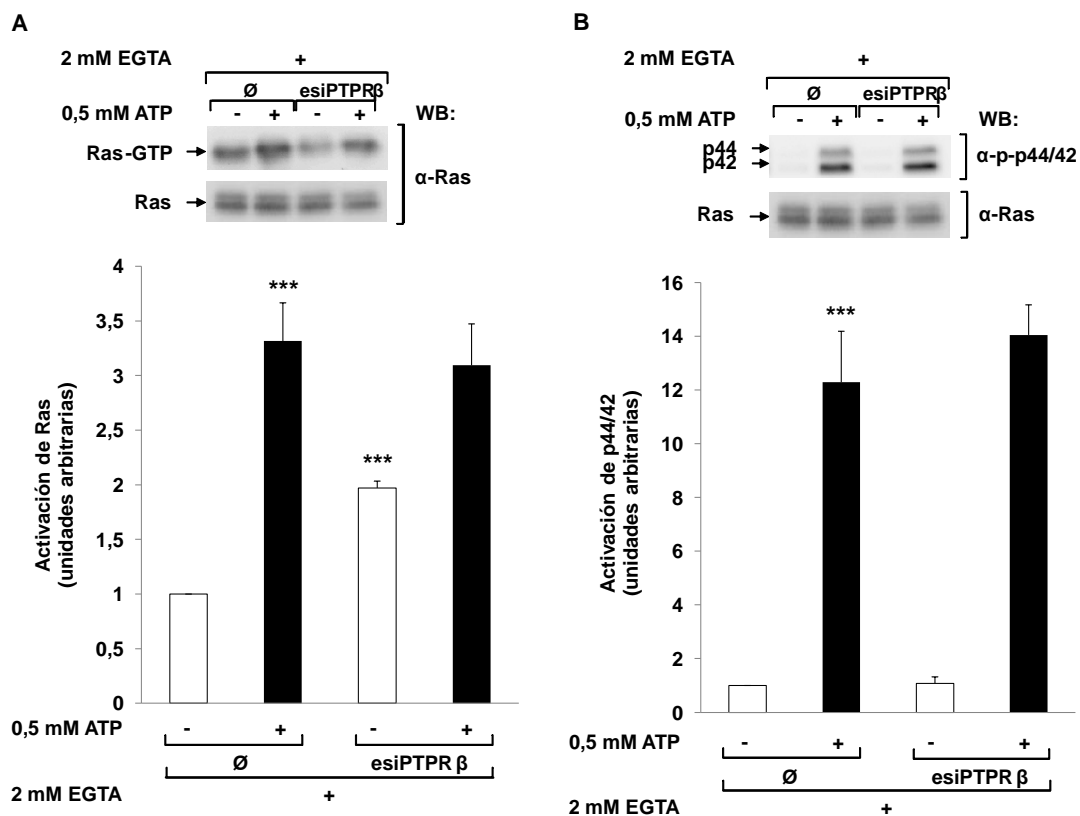 A
2 mM EGTA +
Ø esiPTPRβ
0,5 mM ATP - + - + WB:
Ras-GTP
Ras
α-Ras
4
3,5
3
2,5
2
1,5
1
0,5
0
Activación de Ras
(unidades arbitrarias)
***
***
0,5 mM ATP - + - +
Ø esiPTPR β
2 mM EGTA +
B
2 mM EGTA +
Ø esiPTPRβ
0,5 mM ATP - + - + WB:
p44
p42
α-p-p44/42
Ras
α-Ras
16
14
12
10
8
6
4
2
0
Activación de p44/42
(unidades arbitrarias)
***
0,5 mM ATP - + - +
Ø esiPTPR β
2 mM EGTA +